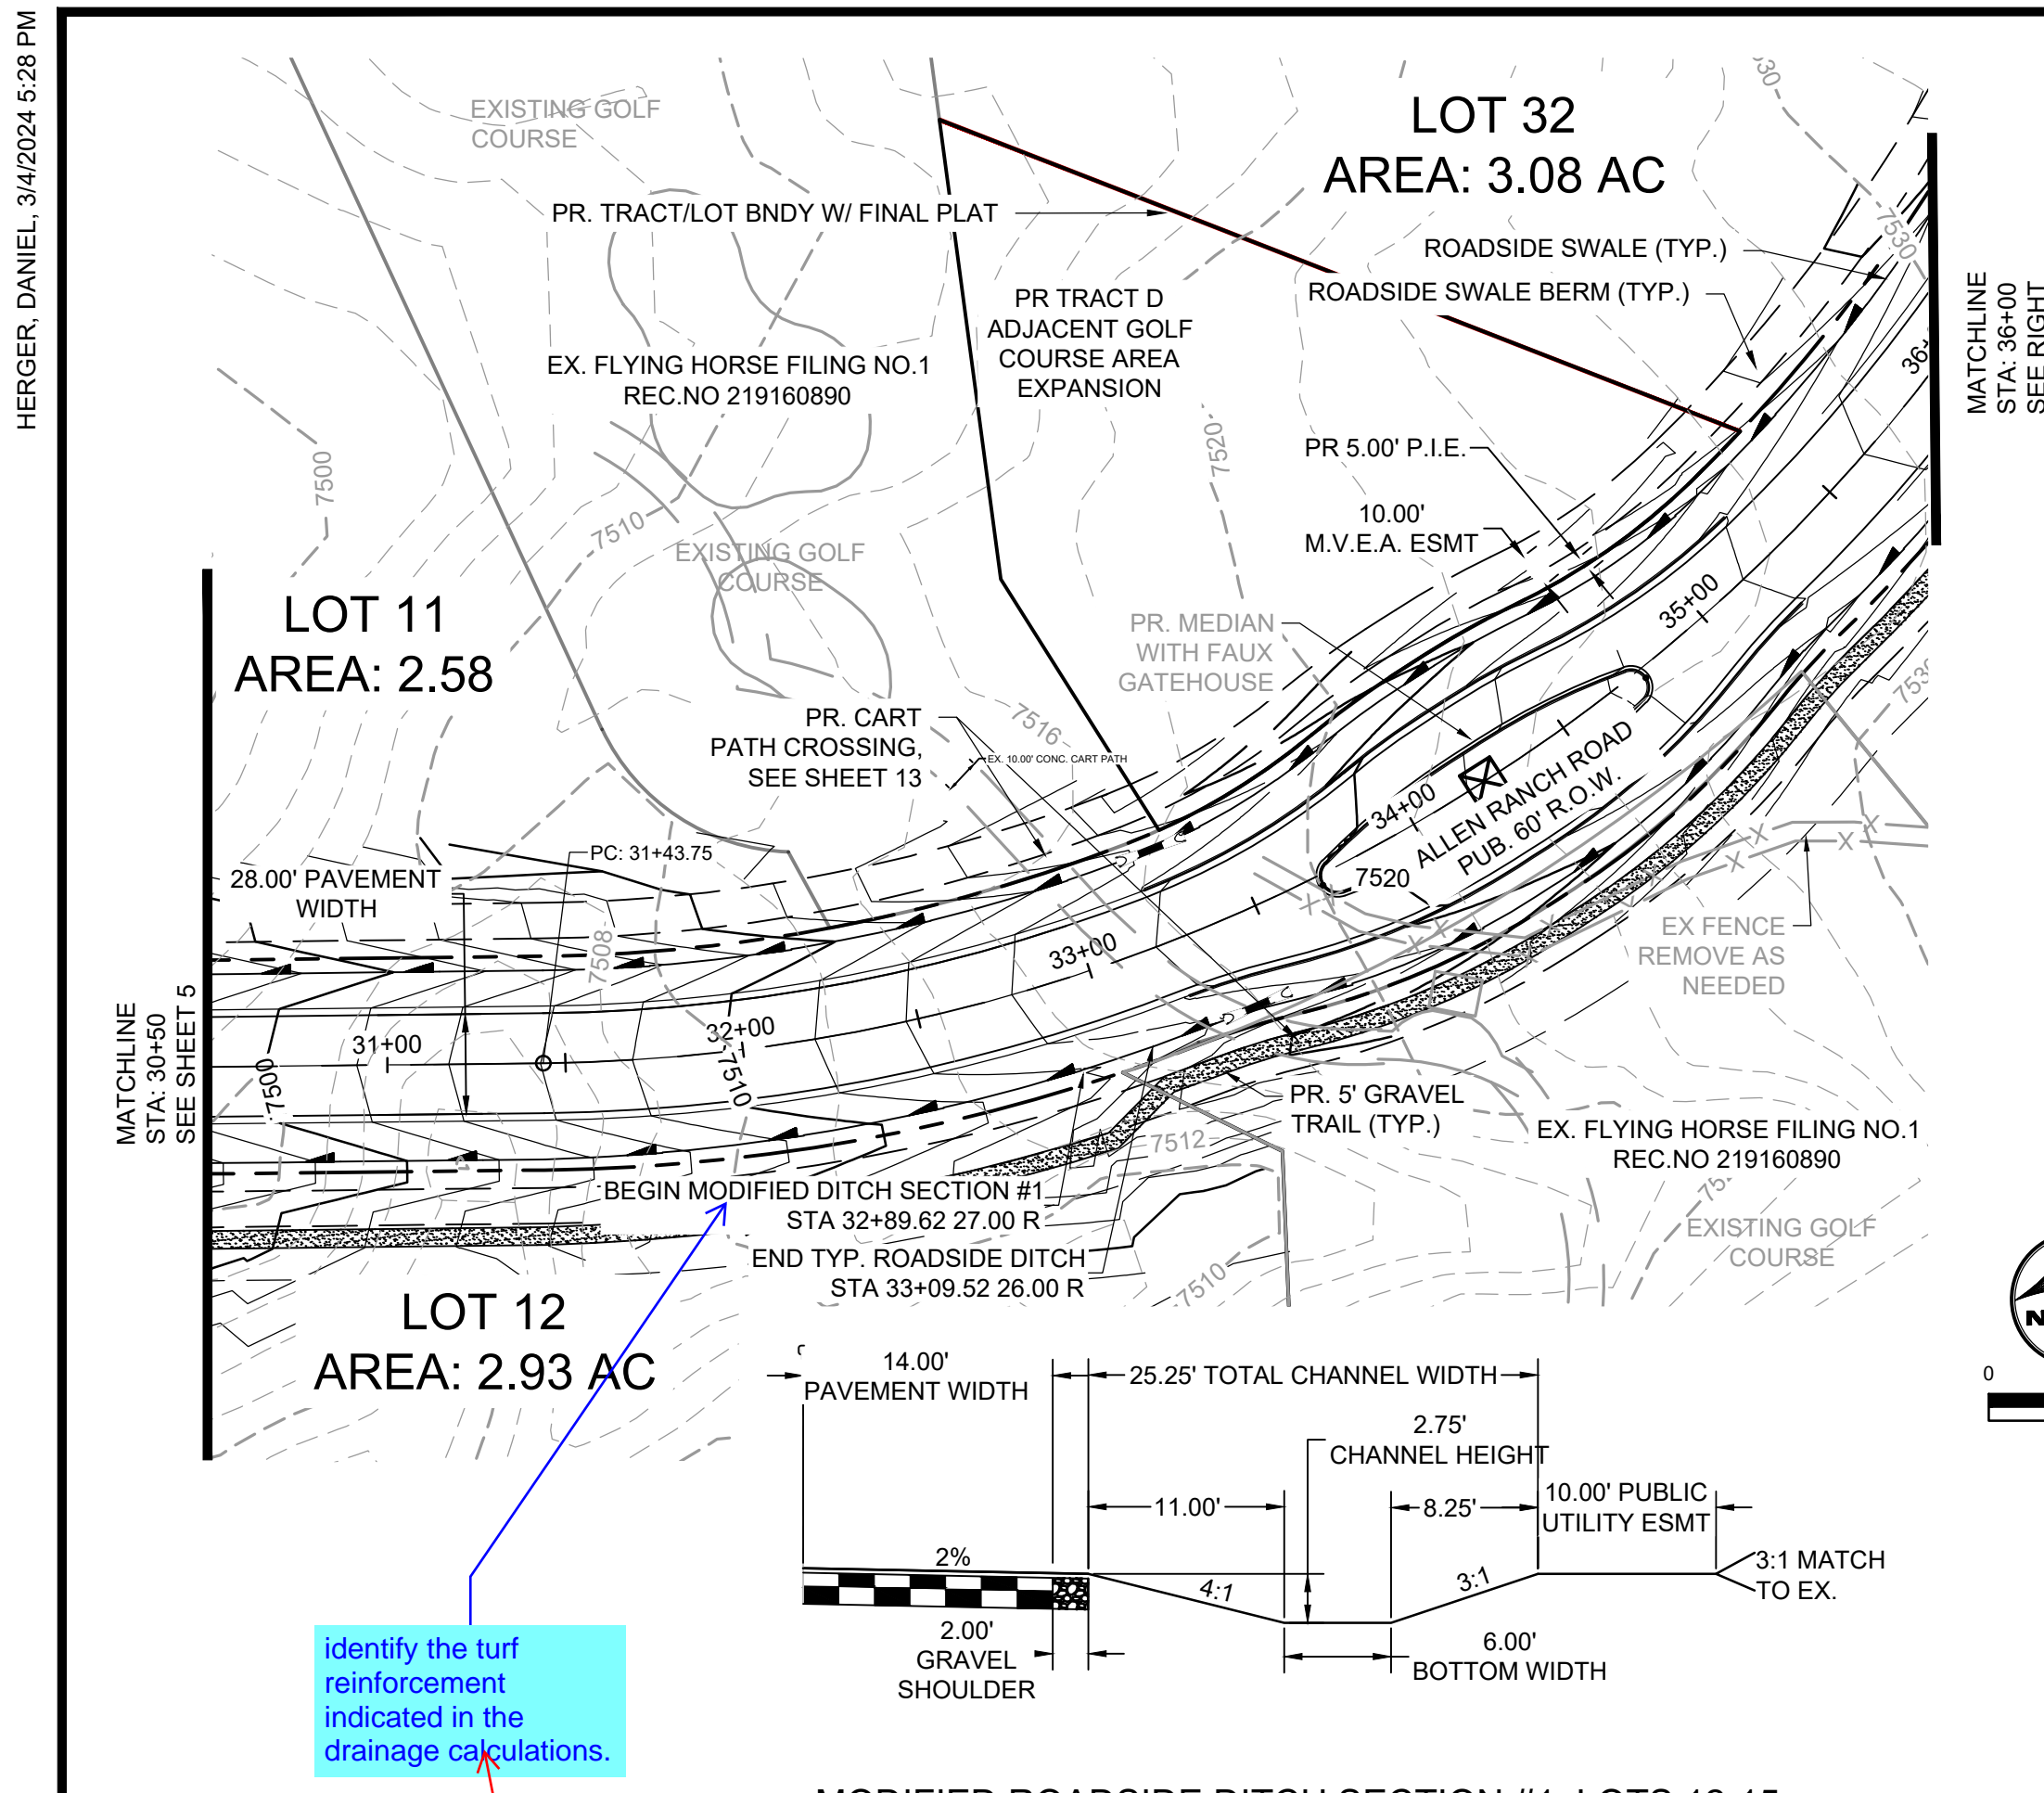 HERGER, DANIEL, 3/4/2024 5:28 PM
EXISTING GOLF
COURSE
LOT 32
AREA: 3.08 AC
PR. TRACT/LOT BNDY W/ FINAL PLAT
ROADSIDE SWALE (TYP.)
ROADSIDE SWALE BERM (TYP.)
7530
MATCHLINE
STA: 36+00
SEE RIGHT
PR TRACT D
ADJACENT GOLF
COURSE AREA
EXPANSION
EX. FLYING HORSE FILING NO.1
REC.NO 219160890
7500
7520
PR 5.00' P.I.E.
10.00'
M.V.E.A. ESMT
7510
EXISTING GOLF
COURSE
LOT 11
AREA: 2.58
PR. MEDIAN
WITH FAUX
GATEHOUSE
35+00
PR. CART
PATH CROSSING,
SEE SHEET 13
7516
EX. 10.00' CONC. CART PATH
34+00
ALLEN RANCH ROAD
PUB. 60' R.O.W.
7520
PC: 31+43.75
28.00' PAVEMENT
WIDTH
7508
33+00
EX FENCE
REMOVE AS
NEEDED
MATCHLINE
STA: 30+50
SEE SHEET 5
31+00
32+00
7500
7510
PR. 5' GRAVEL
TRAIL (TYP.)
7512
EX. FLYING HORSE FILING NO.1
REC.NO 219160890
BEGIN MODIFIED DITCH SECTION #1
STA 32+89.62 27.00 R
END TYP. ROADSIDE DITCH
STA 33+09.52 26.00 R
7510
EXISTING GOLF
COURSE
LOT 12
AREA: 2.93 AC
0
14.00'
PAVEMENT WIDTH
25.25' TOTAL CHANNEL WIDTH
2.75'
CHANNEL HEIGHT
11.00'
8.25'
10.00' PUBLIC
UTILITY ESMT
2%
4:1
3:1
3:1 MATCH
TO EX.
2.00'
GRAVEL
SHOULDER
6.00'
BOTTOM WIDTH
identify the turf
reinforcement
indicated in the
drainage calculations.